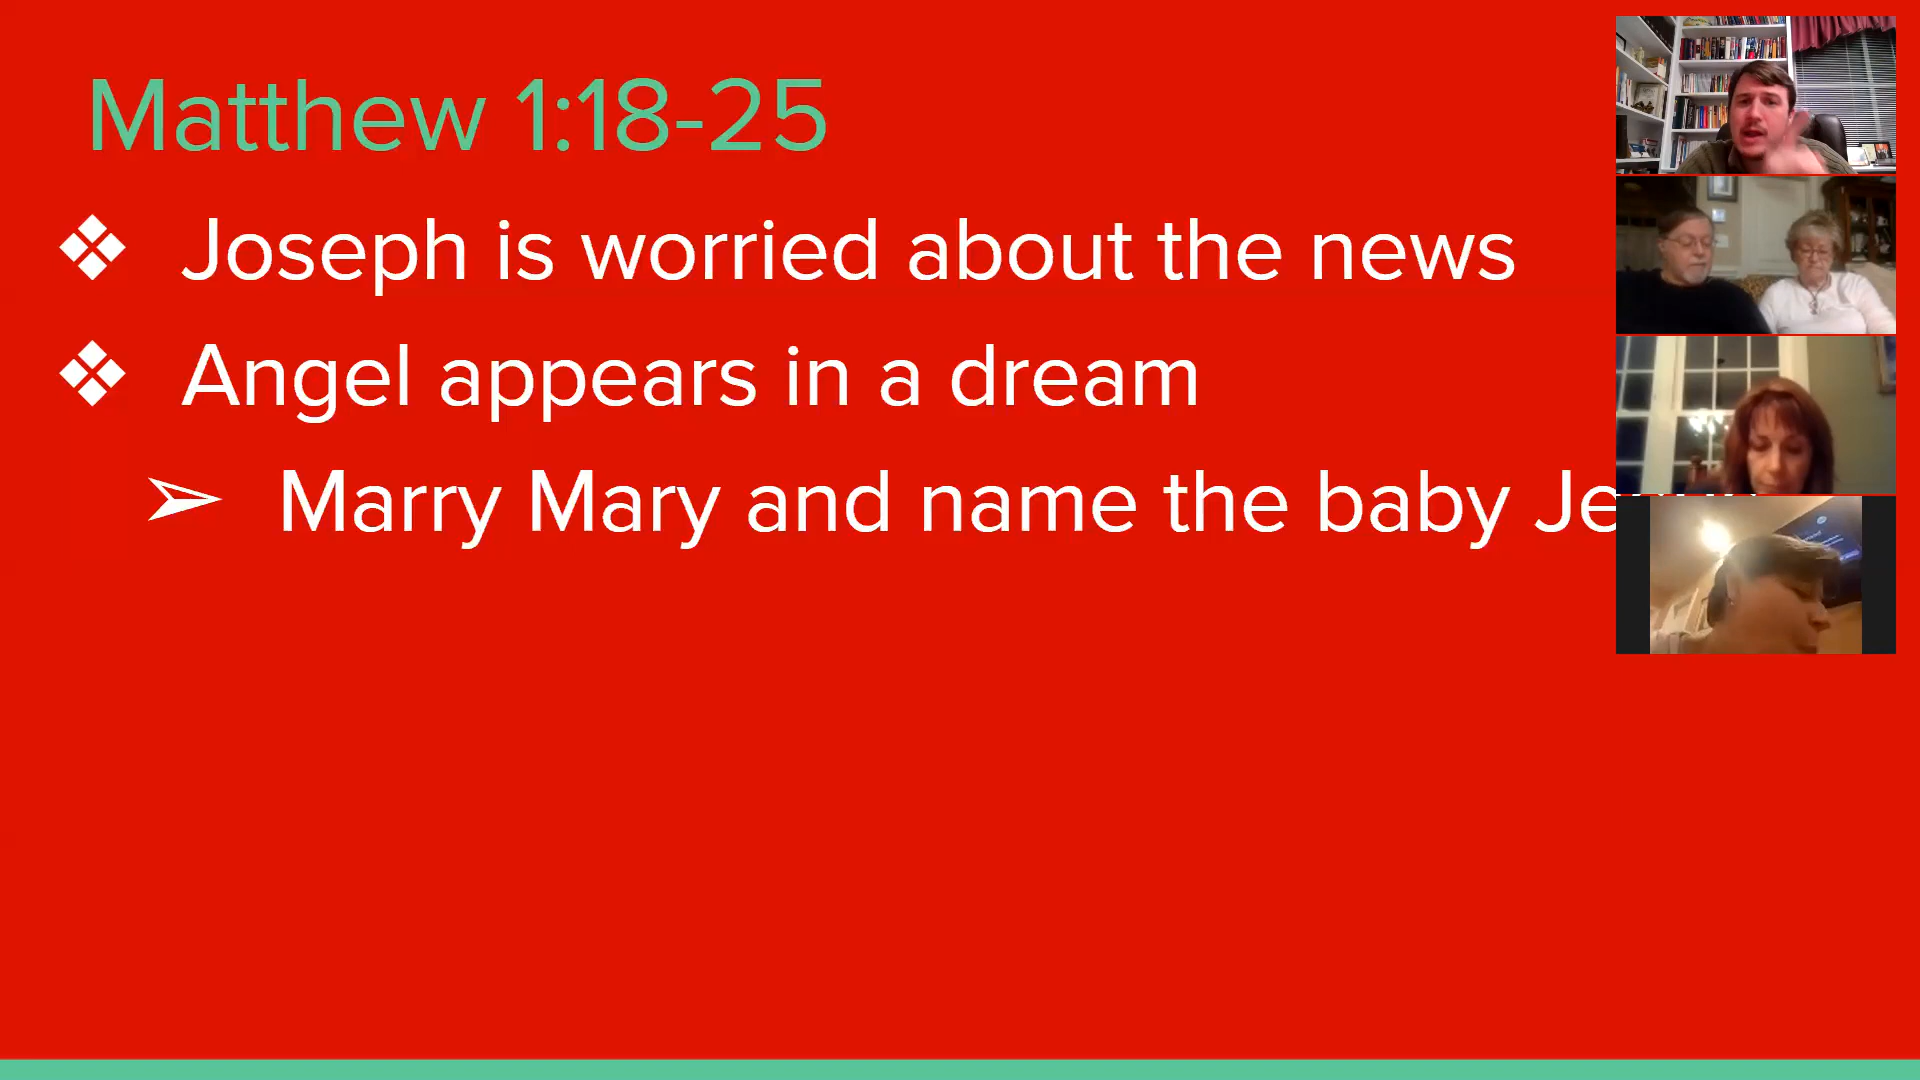 Matthew 1:18-25
❖ Joseph is worried about the news
❖ Angel appears in a dream
➢ Marry Mary and name the baby Je